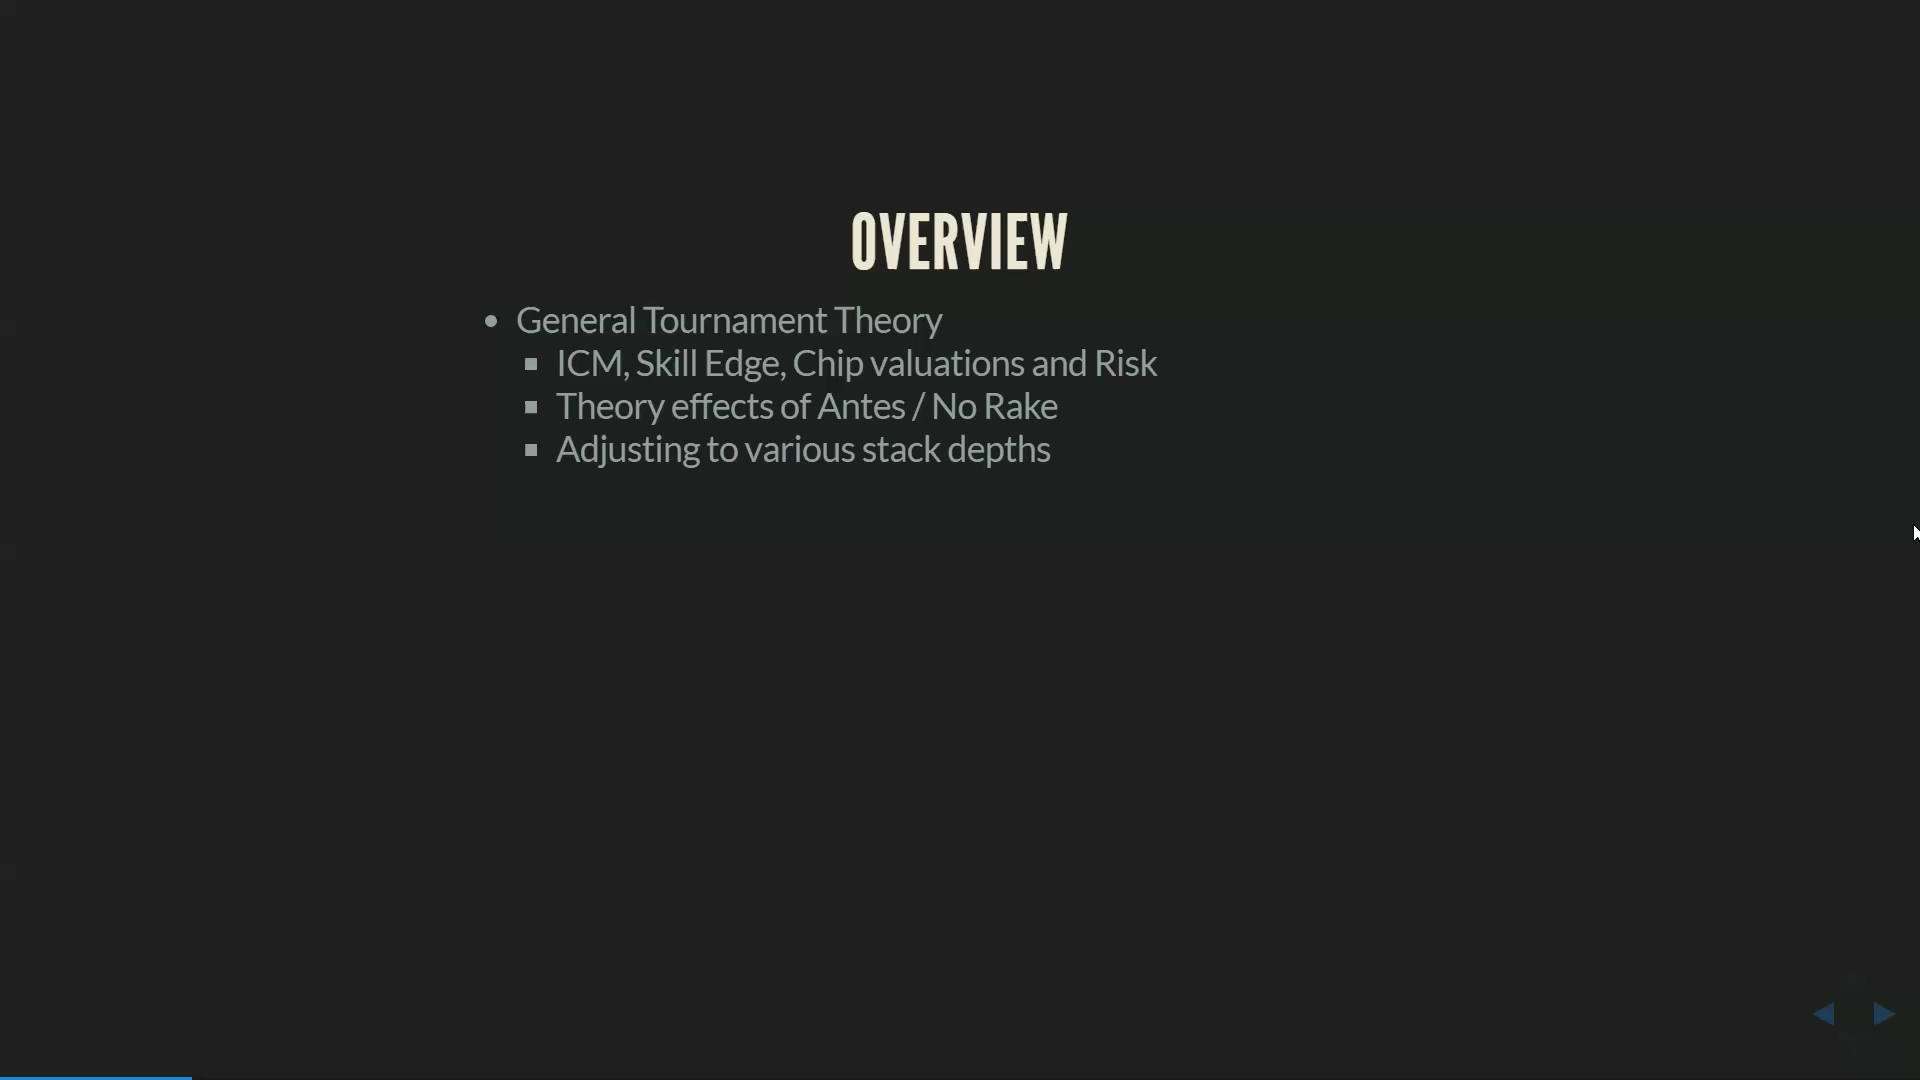 OVERVIEW
General Tournament Theory
ICM, Skill Edge, Chip valuations and Risk
Theory effects of Antes / No Rake
Adjusting to various stack depths